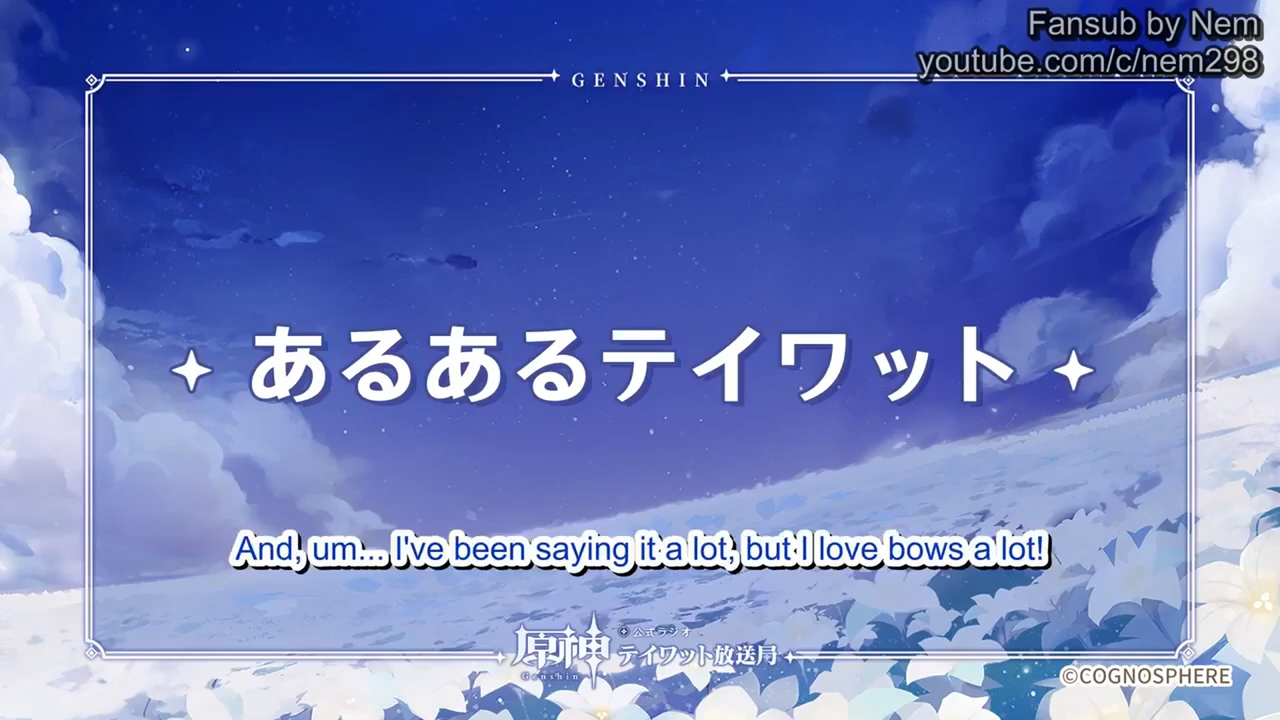 Fansub by Nem
youtube.com/c/nem298
GENSHIN
あるあるテイワット
And, um... I've been saying it a lot, but I love bows a lot!
原神
Genshin
公式ラジオ
テイワット放送局
©COGNOSPHERE